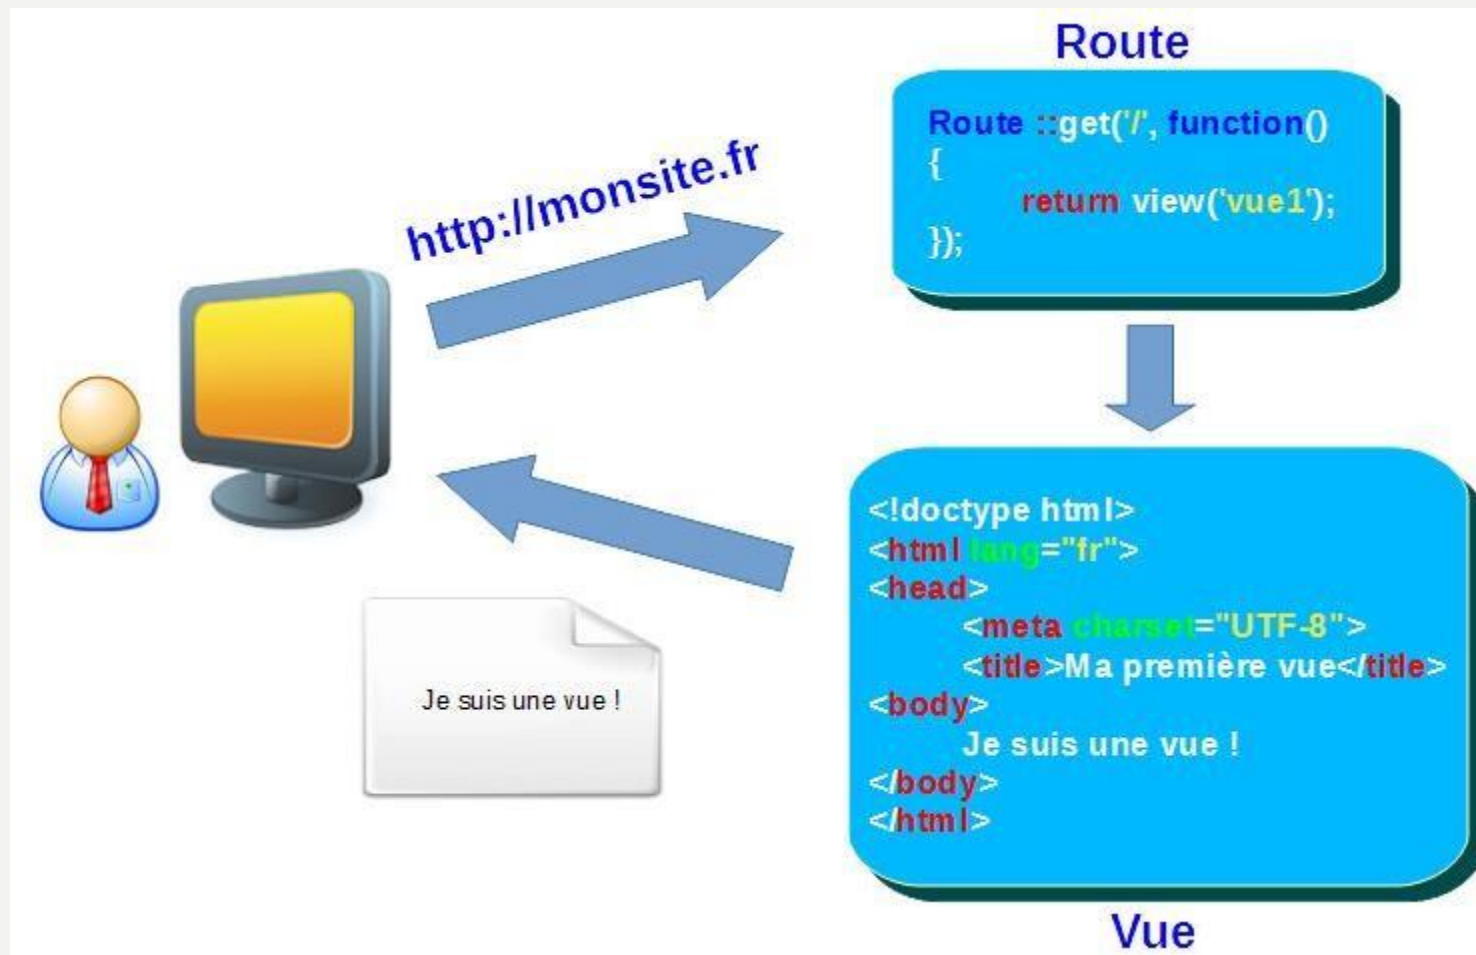 Route
http://monsite.fr
Route ::get('/', function()
{
return view('vue1');
});
<!doctype html>
<html lang="fr">
<head>
<meta charset="UTF-8">
<title>Ma première vue</title>
<body>
Je suis une vue !
</body>
</html>
Je suis une vue !
Vue